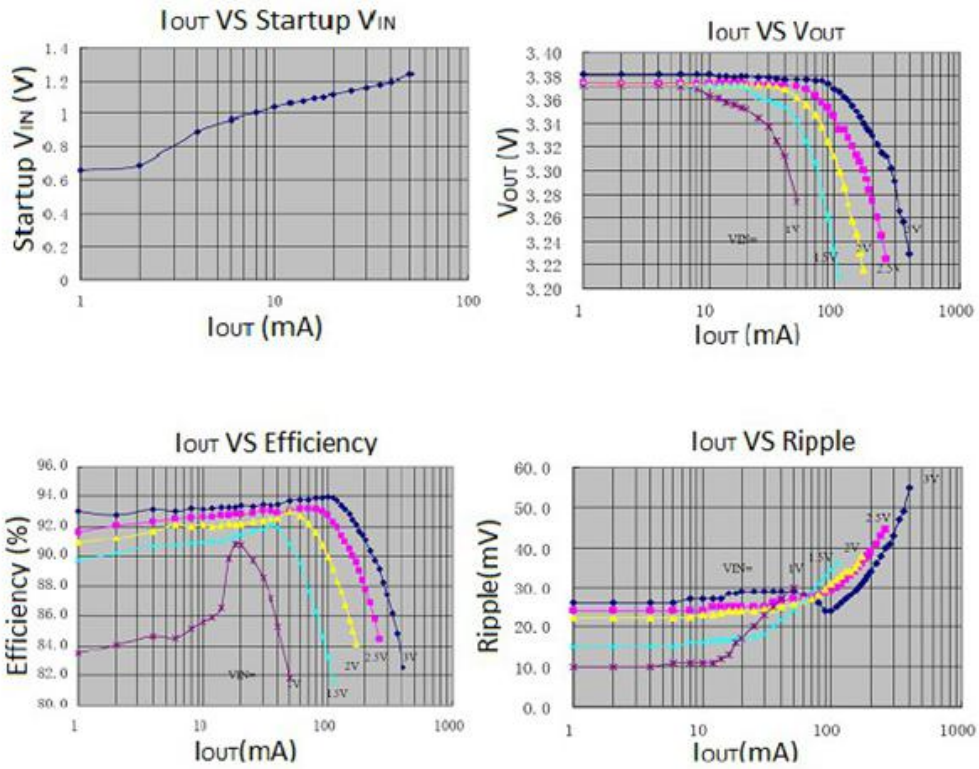 IOUT VS Startup VIN
Startup VIN (V)
1.4
1.2
1
0.8
0.6
0.4
0.2
0
1
10
100
IOUT (mA)
IOUT VS VOUT
VOUT (V)
3.40
3.38
3.36
3.34
3.32
3.30
3.28
3.26
3.24
3.22
3.20
VIN=
1V
1.5V
2V
2.5V
3V
1
10
100
1000
IOUT (mA)
IOUT VS Efficiency
Efficiency (%)
96.0
94.0
92.0
90.0
88.0
86.0
84.0
82.0
80.0
VIN=
1V
1.5V
2V
2.5V
3V
1
10
100
1000
IOUT(mA)
IOUT VS Ripple
Ripple(mV)
60.0
50.0
40.0
30.0
20.0
10.0
0.0
VIN=
1V
1.5V
2V
2.5V
3V
1
10
100
1000
IOUT(mA)